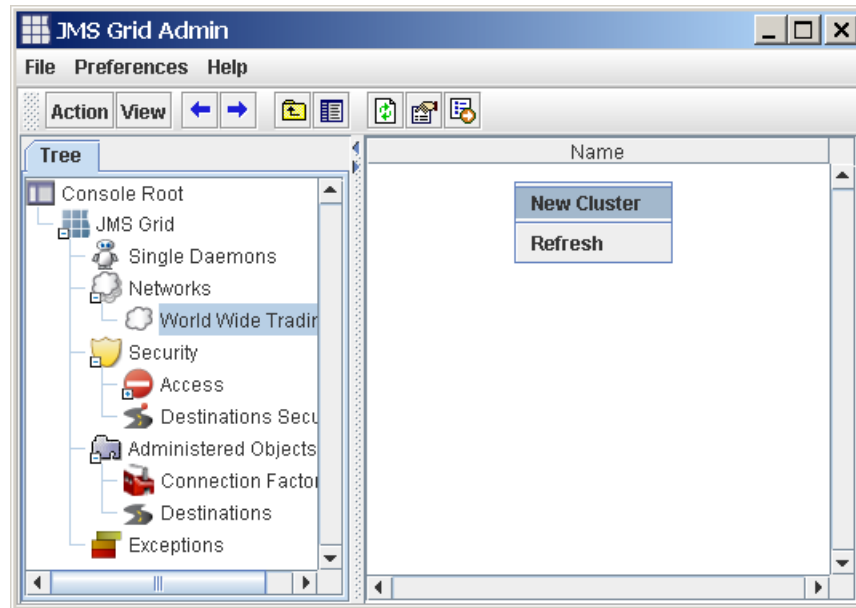 JMS Grid Admin
File Preferences Help
Action View
Tree
Name
Console Root
JMS Grid
Single Daemons
Networks
World Wide Tradin
Security
Access
Destinations Secu
Administered Objects
Connection Factor
Destinations
Exceptions
New Cluster
Refresh